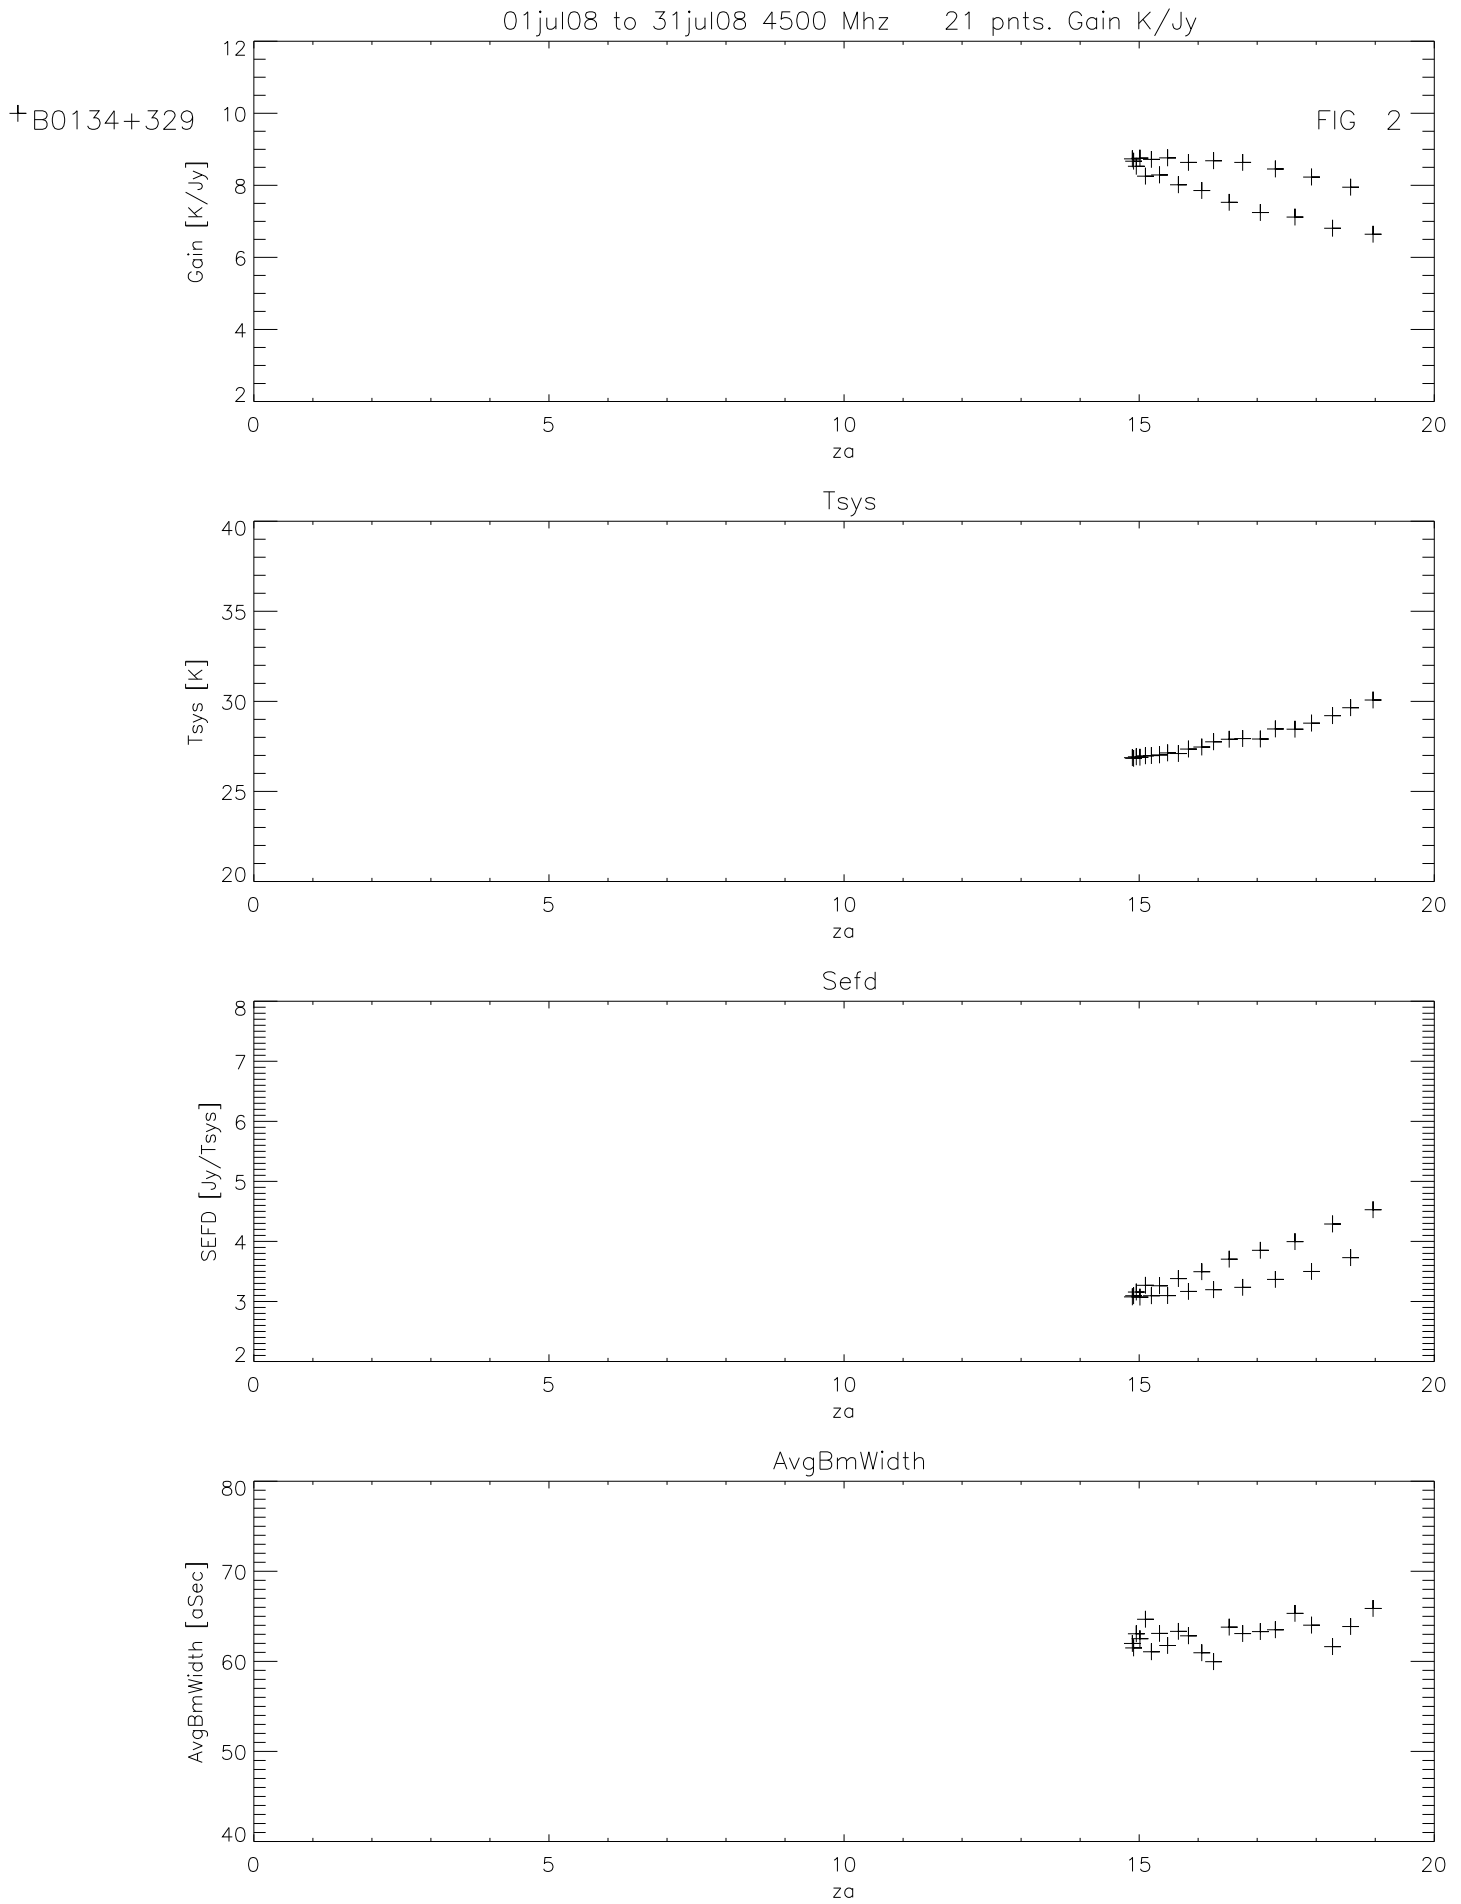 01jul08 to 31jul08 4500 Mhz 21 pnts. Gain K/Jy
+B0134+329
FIG 2
Gain [K/Jy]
12
10
8
6
4
2
0 5 10 15 20
za
Tsys
Tsys [K]
40
35
30
25
20
0 5 10 15 20
za
Sefd
SEFD [Jy/Tsys]
8
7
6
5
4
3
2
0 5 10 15 20
za
AvgBmWidth
AvgBmWidth [aSec]
80
70
60
50
40
0 5 10 15 20
za